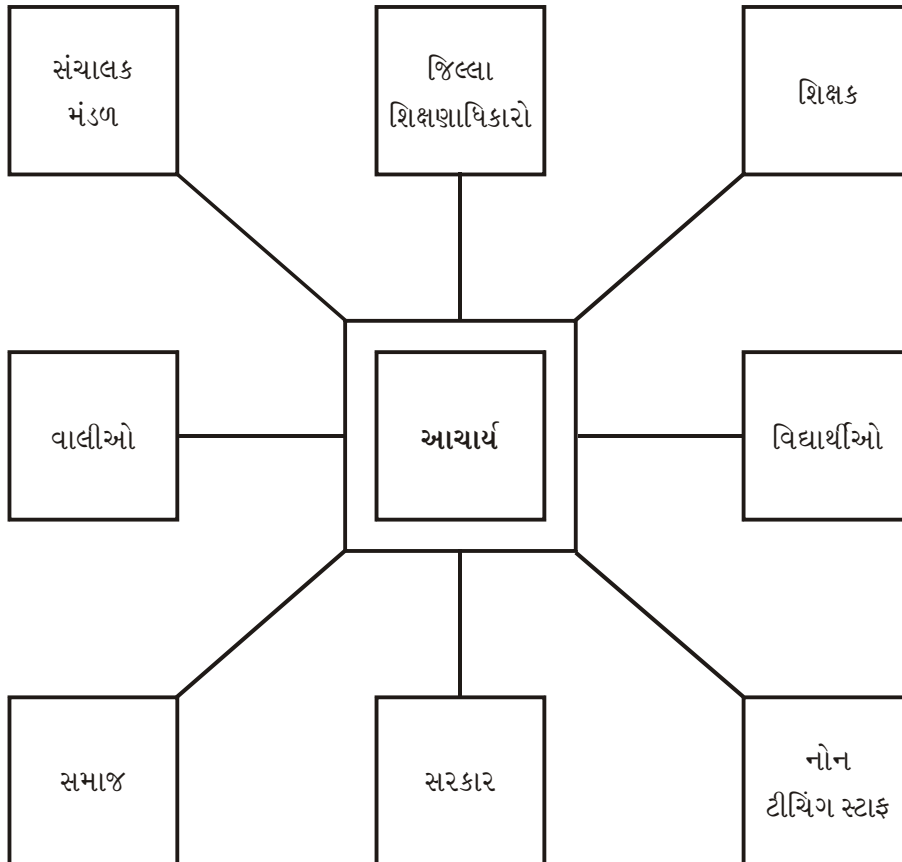 સંચાલક
મંડળ
જિલ્લા
શિક્ષણાધિકારો
શિક્ષક
વાલીઓ
આચાર્ય
વિદ્યાર્થીઓ
સમાજ
સરકાર
નોન
ટીચિંગ સ્ટાફ